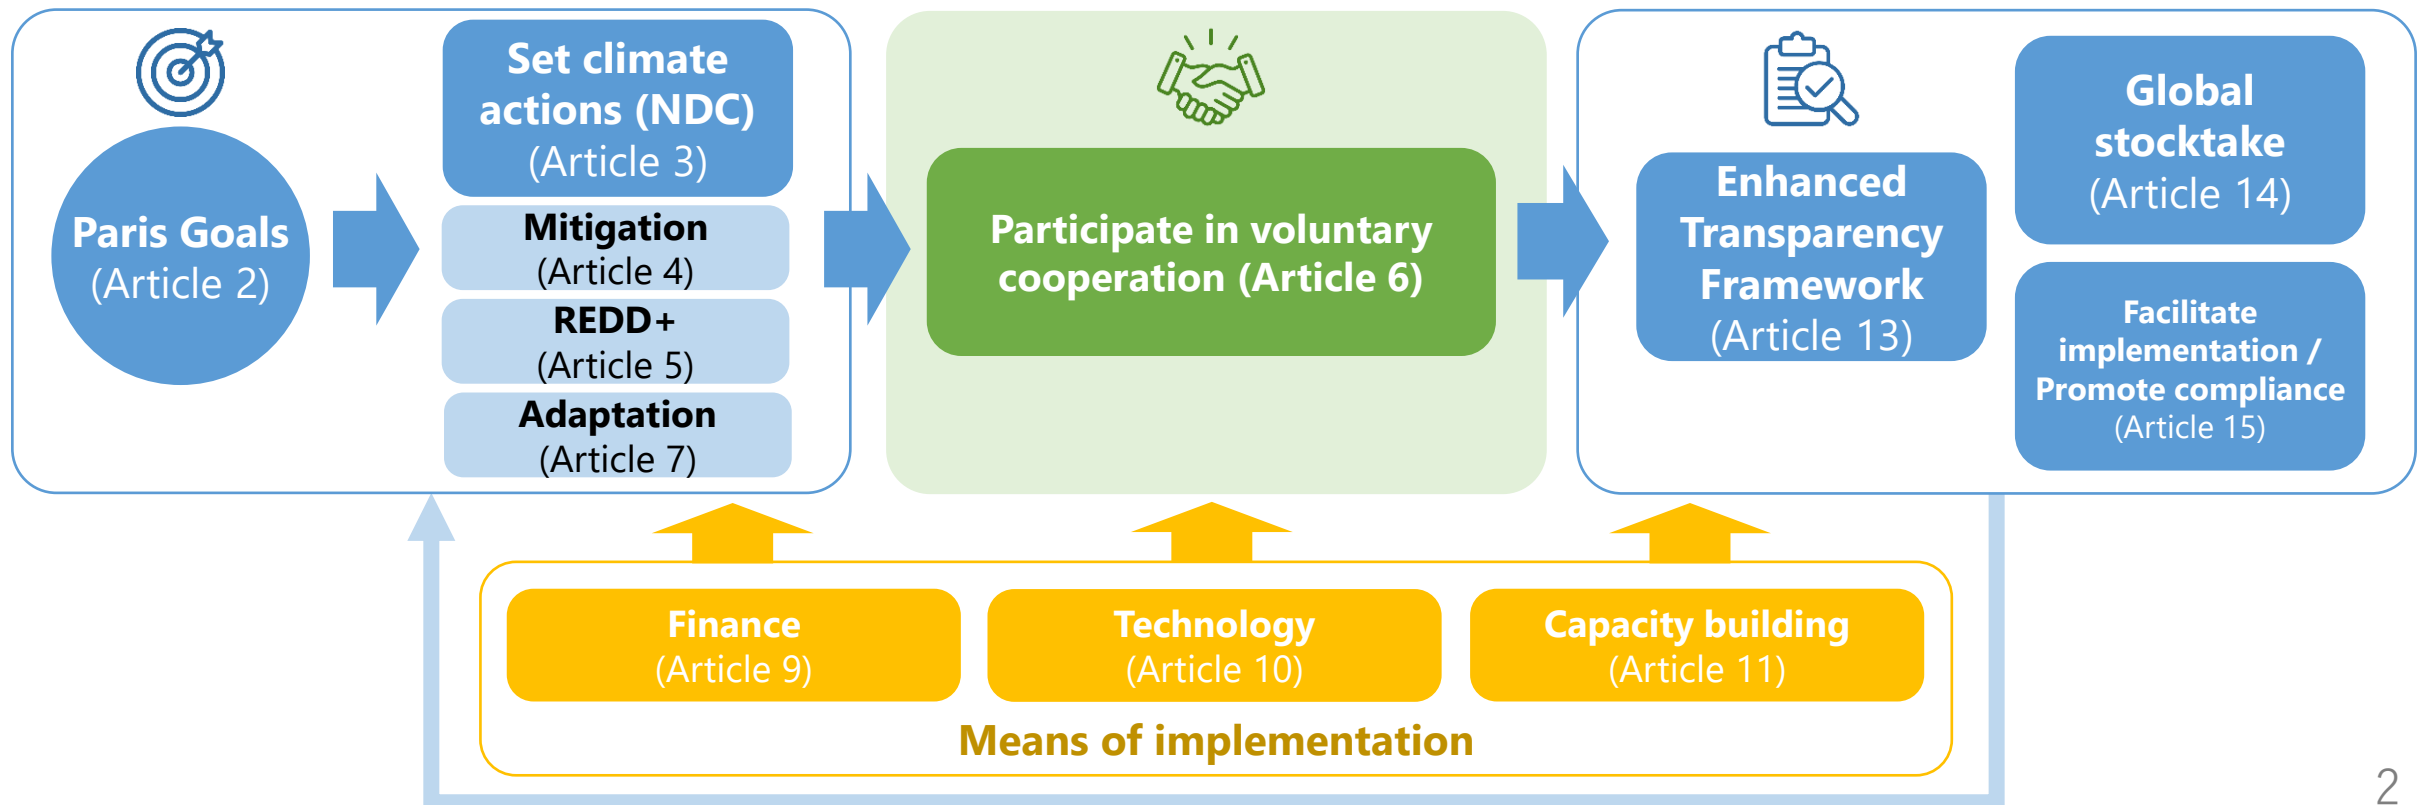 Paris Goals
(Article 2)
Set climate
actions (NDC)
(Article 3)
Mitigation
(Article 4)
REDD+
(Article 5)
Adaptation
(Article 7)
Participate in voluntary
cooperation (Article 6)
Enhanced
Transparency
Framework
(Article 13)
Global
stocktake
(Article 14)
Facilitate
implementation /
Promote compliance
(Article 15)
Finance
(Article 9)
Technology
(Article 10)
Capacity building
(Article 11)
Means of implementation
2